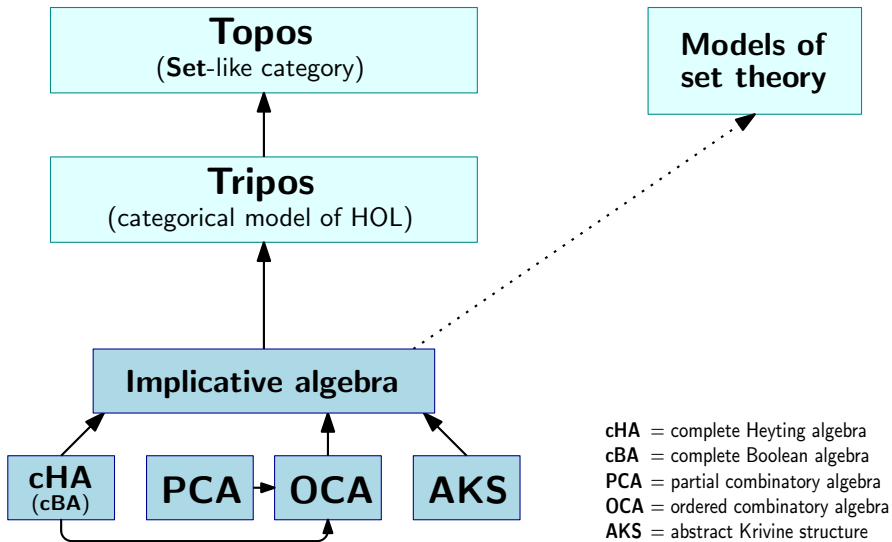 Topos
(Set-like category)
Models of
set theory
Tripos
(categorical model of HOL)
Implicative algebra
cHA
(cBA)
PCA
OCA
AKS
cHA = complete Heyting algebra
cBA = complete Boolean algebra
PCA = partial combinatory algebra
OCA = ordered combinatory algebra
AKS = abstract Krivine structure